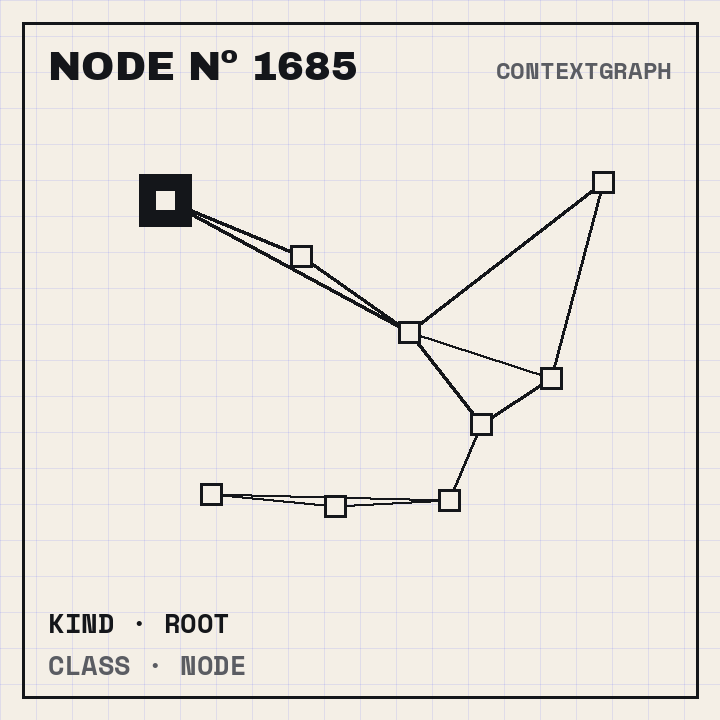 NODE Nº 1685
CONTEXTGRAPH
KIND · ROOT
CLASS · NODE